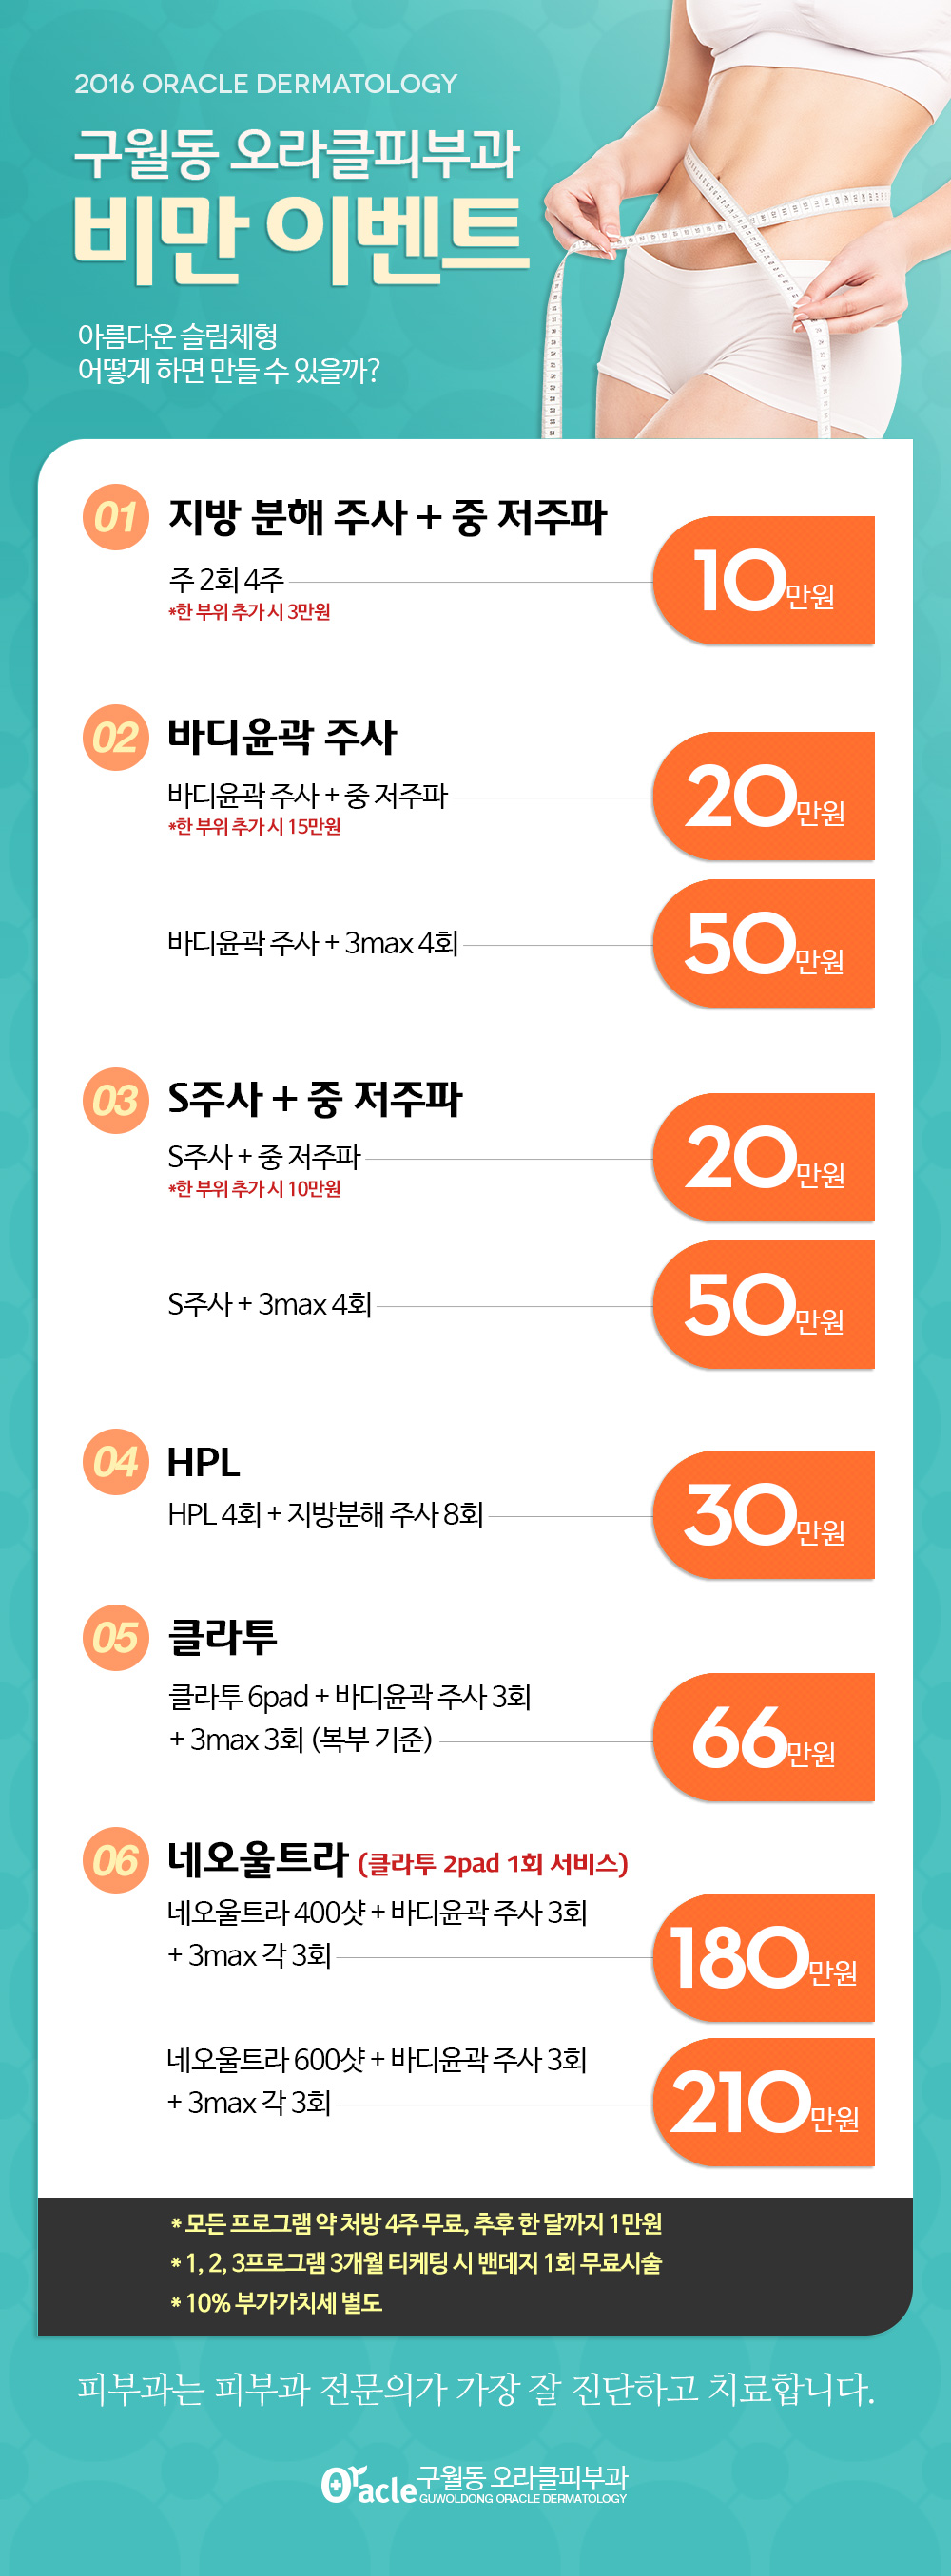 2016 ORACLE DERMATOLOGY
구월동 오라클피부과
비만 이벤트
아름다운 슬림체형
어떻게 하면 만들 수 있을까?
01 지방 분해 주사 + 중 저주파
주 2회 4주 10만원
*한 부위 추가 시 3만원
02 바디윤곽 주사
바디윤곽 주사 + 중 저주파 20만원
*한 부위 추가 시 15만원
바디윤곽 주사 + 3max 4회 50만원
03 S주사 + 중 저주파
S주사 + 중 저주파 20만원
*한 부위 추가 시 10만원
S주사 + 3max 4회 50만원
04 HPL
HPL 4회 + 지방분해 주사 8회 30만원
05 클라투
클라투 6pad + 바디윤곽 주사 3회
+ 3max 3회 (복부 기준) 66만원
06 네오울트라 (클라투 2pad 1회 서비스)
네오울트라 400샷 + 바디윤곽 주사 3회
+ 3max 각 3회 180만원
네오울트라 600샷 + 바디윤곽 주사 3회
+ 3max 각 3회 210만원
* 모든 프로그램 약 처방 4주 무료, 추후 한 달까지 1만원
* 1, 2, 3프로그램 3개월 티케팅 시 밴데지 1회 무료시술
* 10% 부가가치세 별도
피부과는 피부과 전문의가 가장 잘 진단하고 치료합니다.
Oracle 구월동 오라클피부과
GUWOLDONG ORACLE DERMATOLOGY